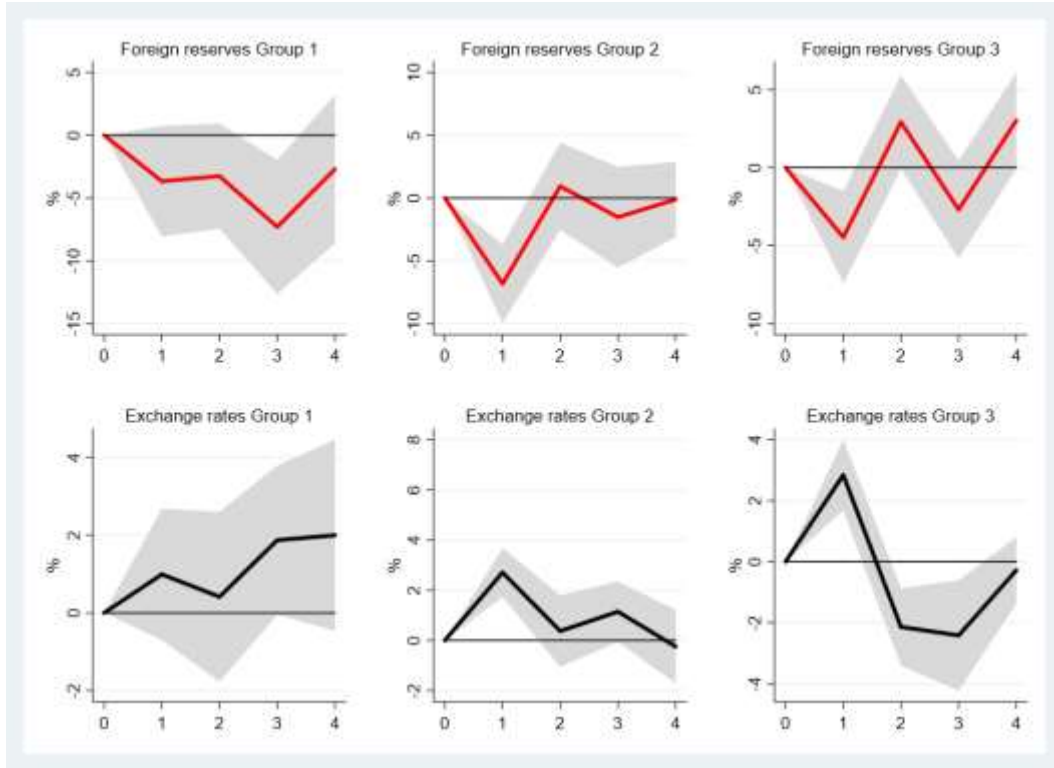 Foreign reserves Group 1
5
0
-5
-10
-15
%
0 1 2 3 4
Foreign reserves Group 2
10
5
0
-5
-10
%
0 1 2 3 4
Foreign reserves Group 3
5
0
-5
-10
%
0 1 2 3 4
Exchange rates Group 1
4
2
0
-2
%
0 1 2 3 4
Exchange rates Group 2
8
6
4
2
0
-2
%
0 1 2 3 4
Exchange rates Group 3
4
2
0
-2
-4
%
0 1 2 3 4